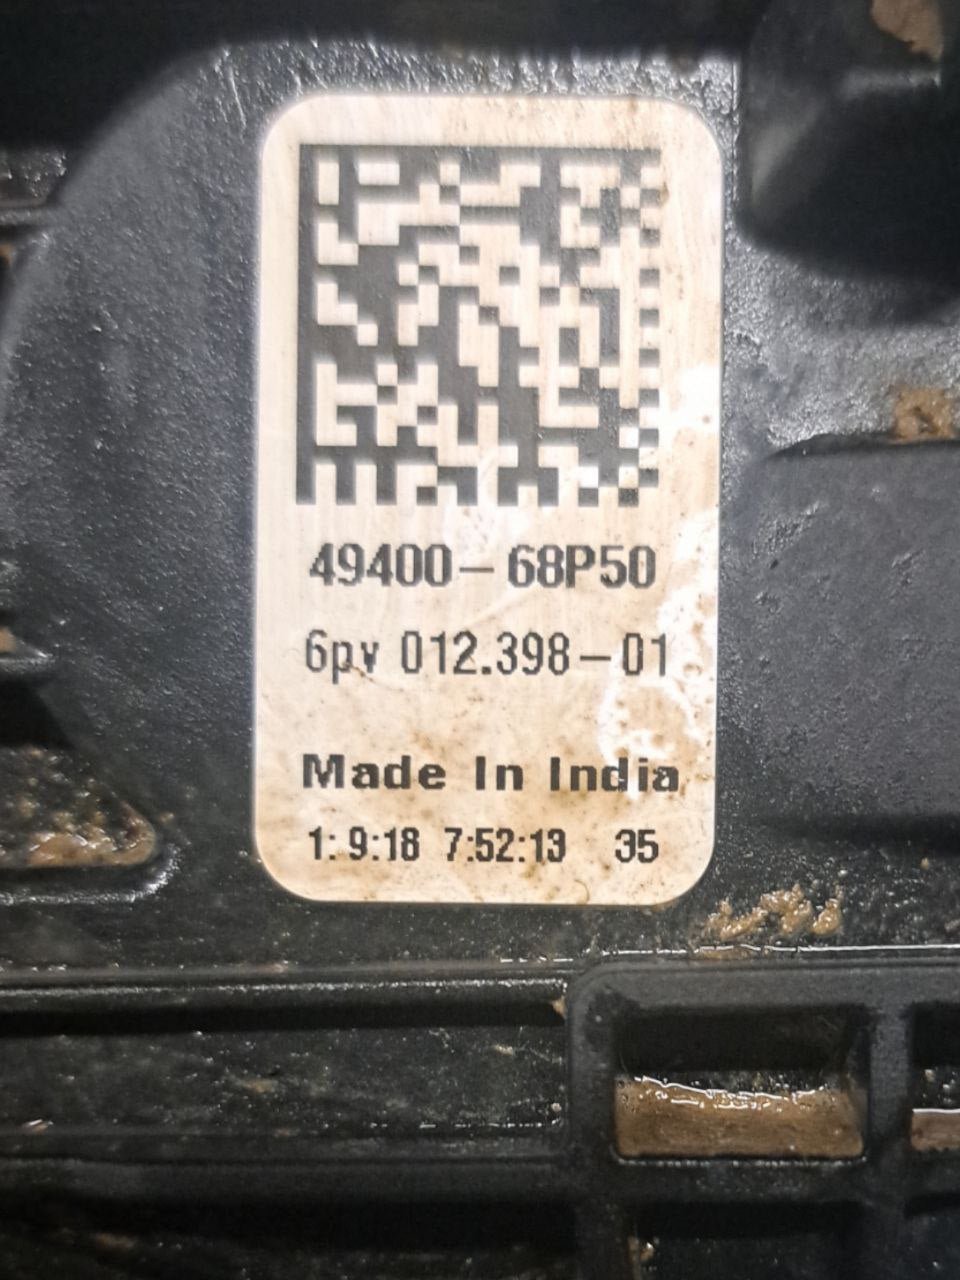 49400-68P50
6pv 012.398-01
Made In India
1: 9:18 7:52:13 35